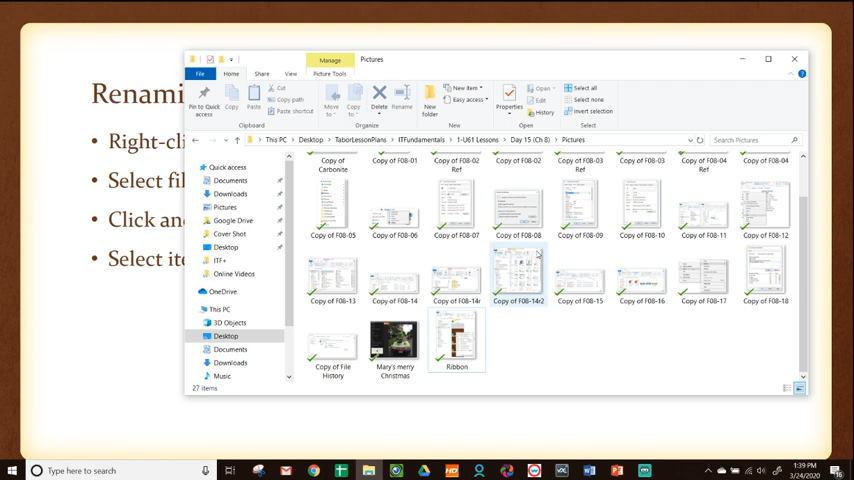 Renami
• Right-cli
• Select fil
• Click and
• Select ite
Manage
Pictures
File
Home
Share
View
Picture Tools
Pin to Quick access
Copy
Paste
Cut
Copy path
Paste shortcut
Clipboard
Move to
Copy to
Delete
Rename
Organize
New folder
New item
Easy access
New
Properties
Open
Edit
History
Open
Select all
Select none
Invert selection
Select
This PC > Desktop > TaborLessonPlans > ITFundamentals > 1-U61 Lessons > Day 15 (Ch 8) > Pictures
Search Pictures
Quick access
Documents
Downloads
Pictures
Google Drive
Cover Shot
Desktop
ITF+
Online Videos
OneDrive
This PC
3D Objects
Desktop
Documents
Downloads
Music
Copy of Carbonite
Copy of F08-01
Copy of F08-02 Ref
Copy of F08-02
Copy of F08-03 Ref
Copy of F08-03
Copy of F08-04 Ref
Copy of F08-04
Copy of F08-05
Copy of F08-06
Copy of F08-07
Copy of F08-08
Copy of F08-09
Copy of F08-10
Copy of F08-11
Copy of F08-12
Copy of F08-13
Copy of F08-14
Copy of F08-14r
Copy of F08-14r2
Copy of F08-15
Copy of F08-16
Copy of F08-17
Copy of F08-18
Copy of File History
Mary's merry Christmas
Ribbon
27 items
Type here to search
1:39 PM
3/24/2020
16